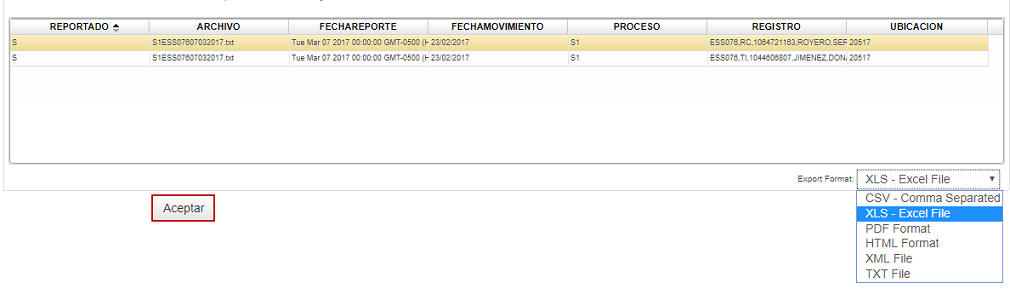 REPORTADO ARCHIVO FECHAREPORTE FECHAMOVIMIENTO PROCESO REGISTRO UBICACION
S S1ESS07607032017.txt Tue Mar 07 2017 00:00:00 GMT-0500 (H 23/02/2017 S1 ESS076,RC,1064721163,ROYERO,SEF 20517
S S1ESS07607032017.txt Tue Mar 07 2017 00:00:00 GMT-0500 (H 23/02/2017 S1 ESS076,TI,1044606807,JIMENEZ,DONA 20517
Export Format: XLS - Excel File
Aceptar
CSV - Comma Separated
XLS - Excel File
PDF Format
HTML Format
XML File
TXT File